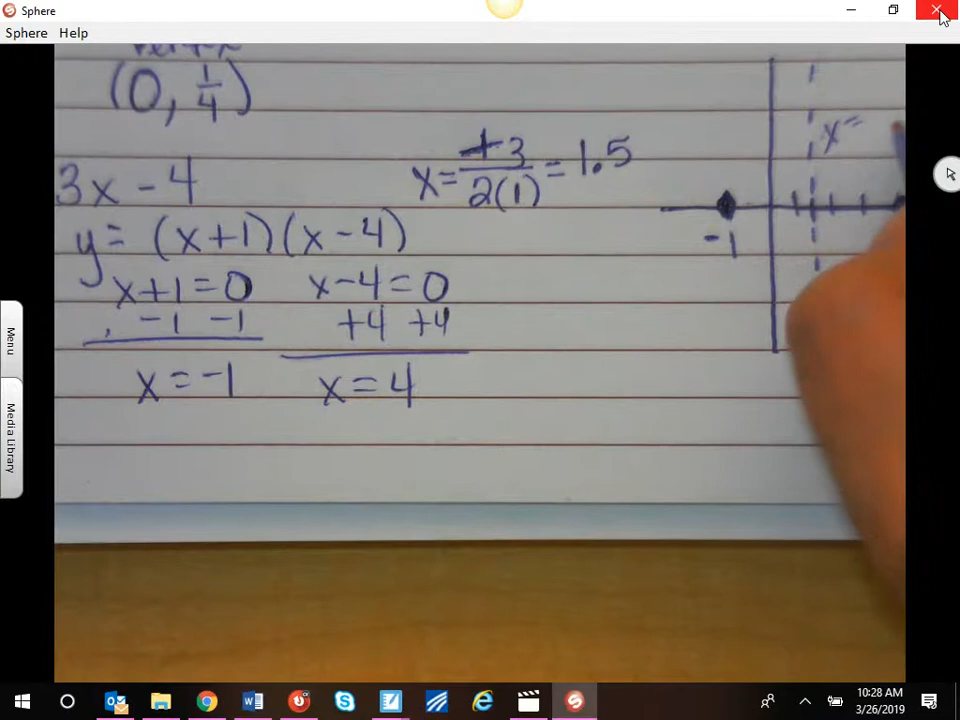 Sphere
Sphere Help
(0, 1/4)
3x - 4
x = +3/2(1) = 1.5
y = (x+1)(x-4)
x+1=0 x-4=0
-1 -1 +4 +4
x = -1 x = 4
x =
-1
Menu
Media Library
10:28 AM
3/26/2019